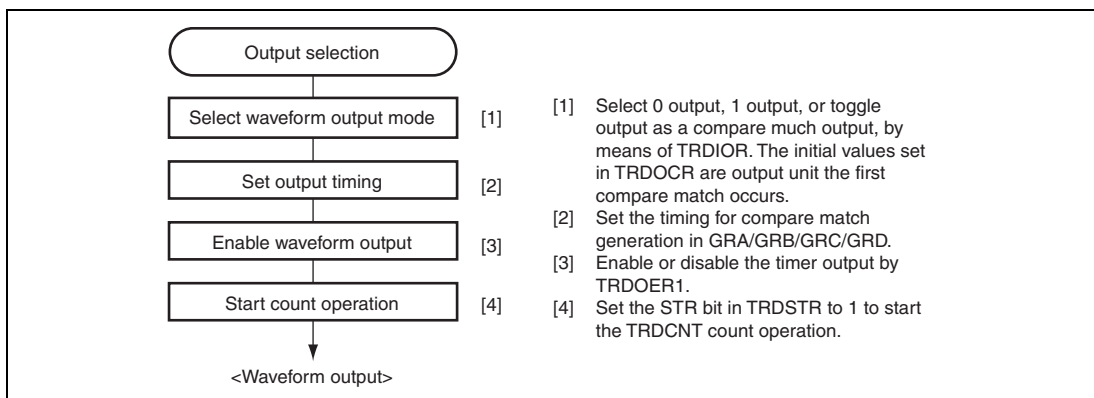 Output selection
Select waveform output mode [1]
Set output timing [2]
Enable waveform output [3]
Start count operation [4]
<Waveform output>
[1] Select 0 output, 1 output, or toggle
output as a compare much output, by
means of TRDIOR. The initial values set
in TRDOCR are output unit the first
compare match occurs.
[2] Set the timing for compare match
generation in GRA/GRB/GRC/GRD.
[3] Enable or disable the timer output by
TRDOER1.
[4] Set the STR bit in TRDSTR to 1 to start
the TRDCNT count operation.